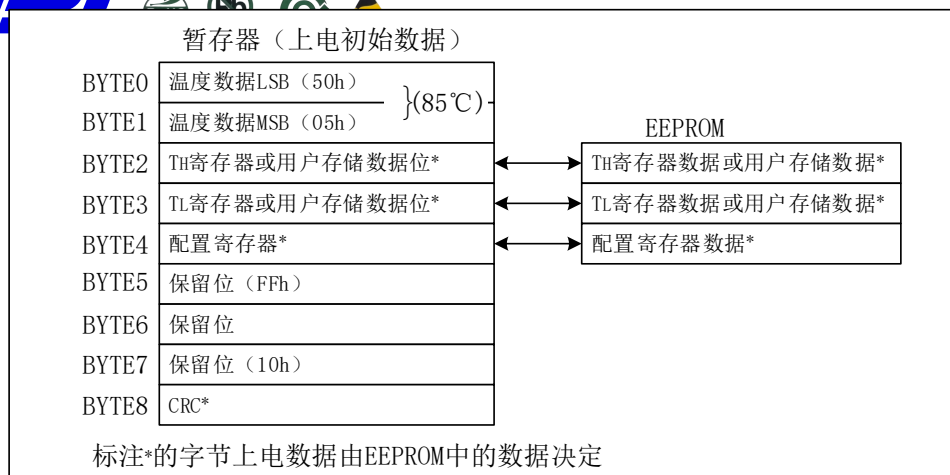 暂存器（上电初始数据）
BYTE0 温度数据LSB（50h）
}(85℃)
BYTE1 温度数据MSB（05h）
EEPROM
BYTE2 TH寄存器或用户存储数据位* TH寄存器数据或用户存储数据*
BYTE3 TL寄存器或用户存储数据位* TL寄存器数据或用户存储数据*
BYTE4 配置寄存器* 配置寄存器数据*
BYTE5 保留位（FFh）
BYTE6 保留位
BYTE7 保留位（10h）
BYTE8 CRC*
标注*的字节上电数据由EEPROM中的数据决定